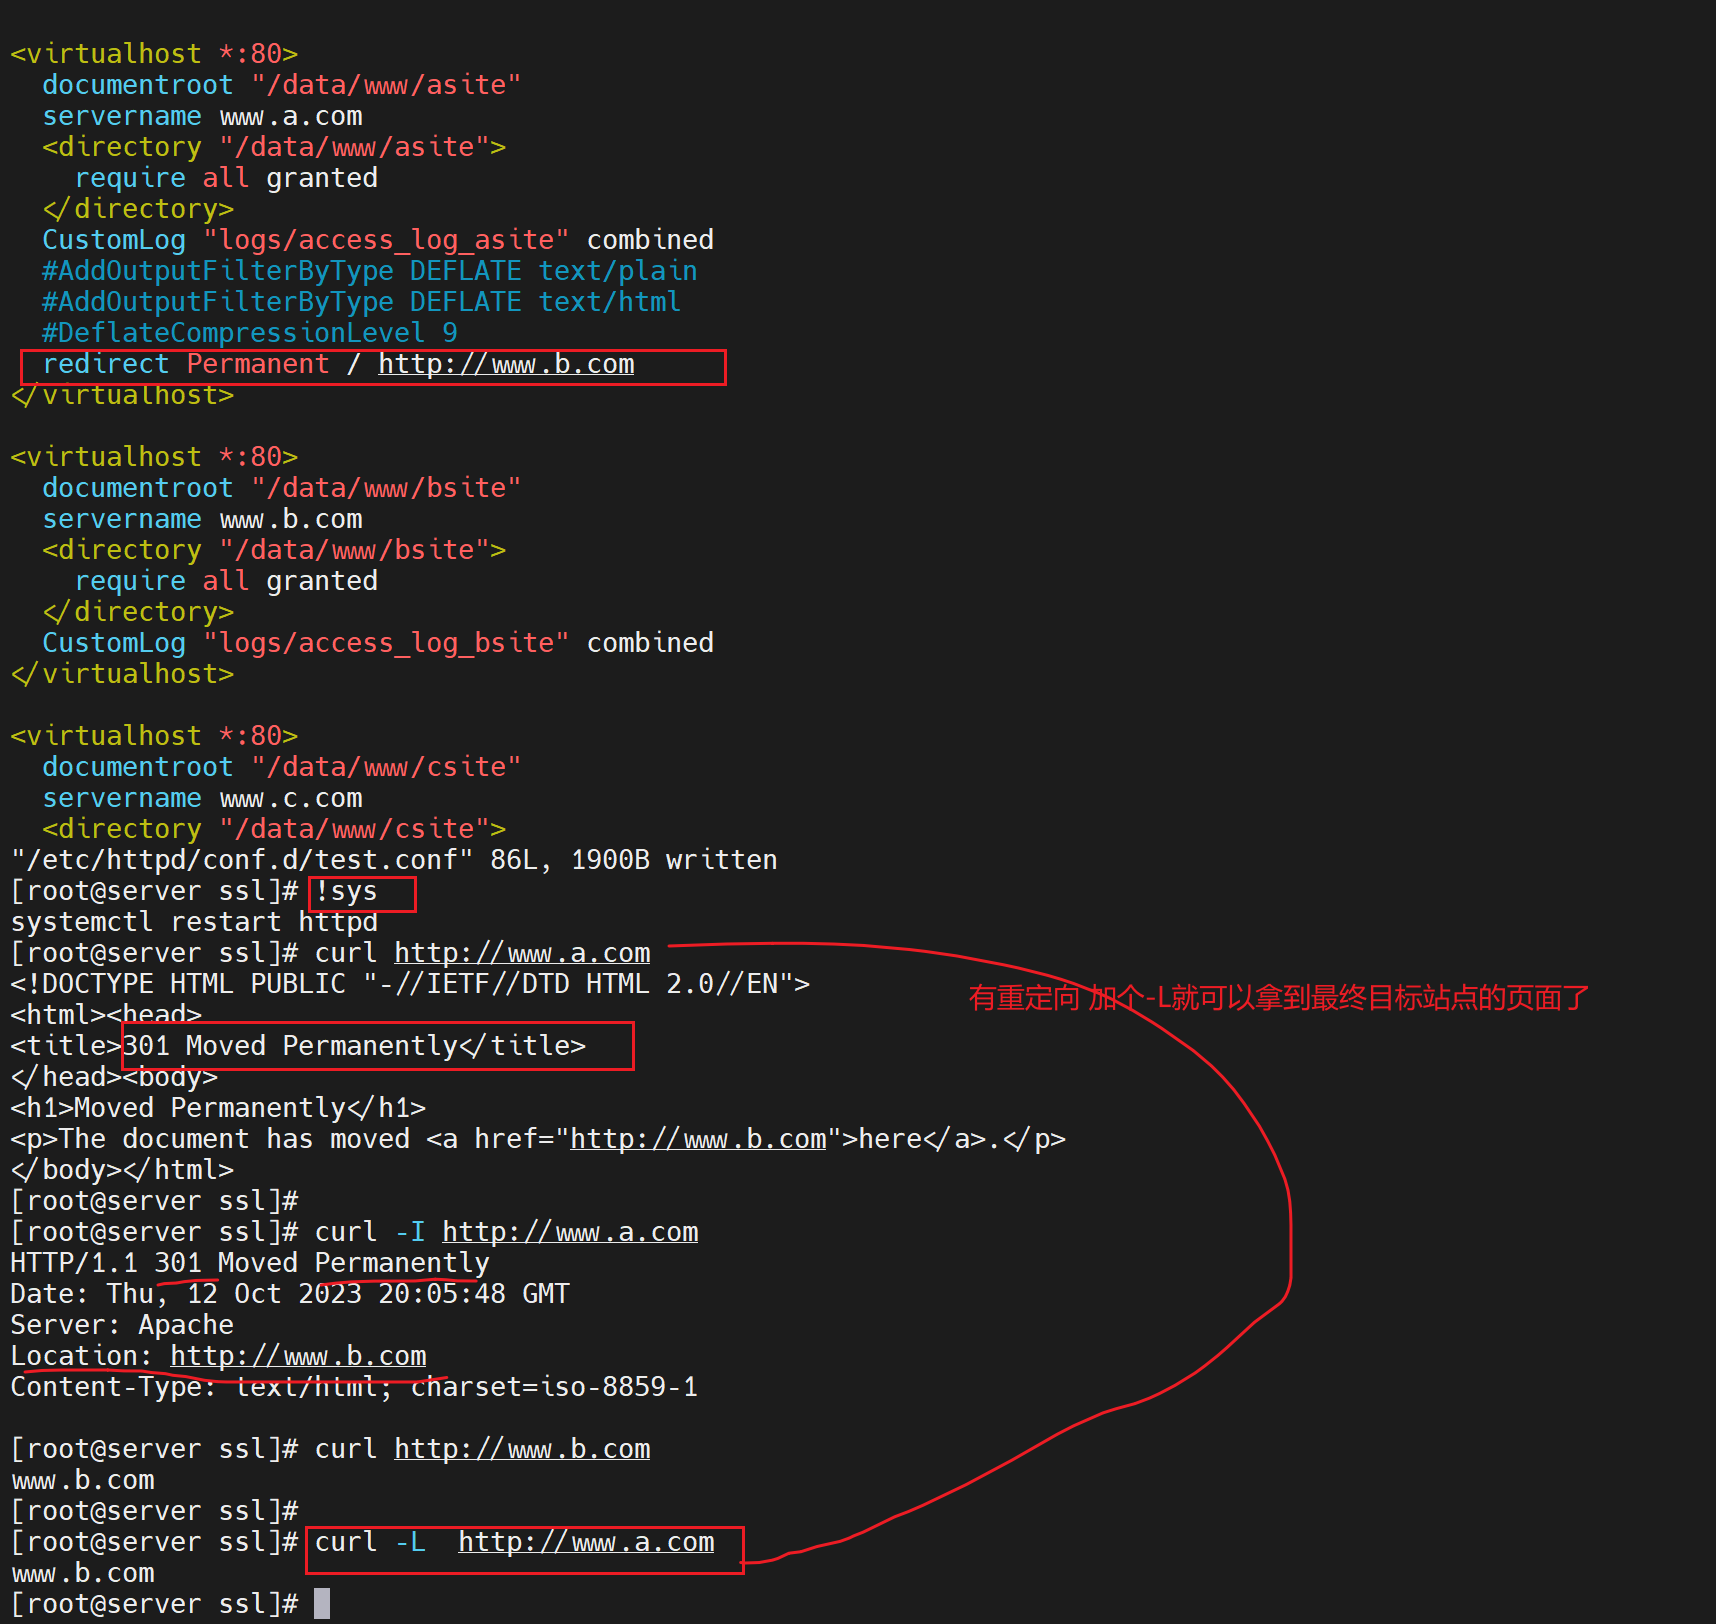 <virtualhost *:80>
  documentroot "/data/www/asite"
  servername www.a.com
  <directory "/data/www/asite">
    require all granted
  </directory>
  CustomLog "logs/access_log_asite" combined
  #AddOutputFilterByType DEFLATE text/plain
  #AddOutputFilterByType DEFLATE text/html
  #DeflateCompressionLevel 9
  redirect Permanent / http://www.b.com
</virtualhost>

<virtualhost *:80>
  documentroot "/data/www/bsite"
  servername www.b.com
  <directory "/data/www/bsite">
    require all granted
  </directory>
  CustomLog "logs/access_log_bsite" combined
</virtualhost>

<virtualhost *:80>
  documentroot "/data/www/csite"
  servername www.c.com
  <directory "/data/www/csite">
"/etc/httpd/conf.d/test.conf" 86L, 1900B written
[root@server ssl]# !sys
systemctl restart httpd
[root@server ssl]# curl http://www.a.com
<!DOCTYPE HTML PUBLIC "-//IETF//DTD HTML 2.0//EN">
有重定向 加个-L就可以拿到最终目标站点的页面了
<html><head>
<title>301 Moved Permanently</title>
</head><body>
<h1>Moved Permanently</h1>
<p>The document has moved <a href="http://www.b.com">here</a>.</p>
</body></html>
[root@server ssl]#
[root@server ssl]# curl -I http://www.a.com
HTTP/1.1 301 Moved Permanently
Date: Thu, 12 Oct 2023 20:05:48 GMT
Server: Apache
Location: http://www.b.com
Content-Type: text/html; charset=iso-8859-1

[root@server ssl]# curl http://www.b.com
www.b.com
[root@server ssl]#
[root@server ssl]# curl -L  http://www.a.com
www.b.com
[root@server ssl]#